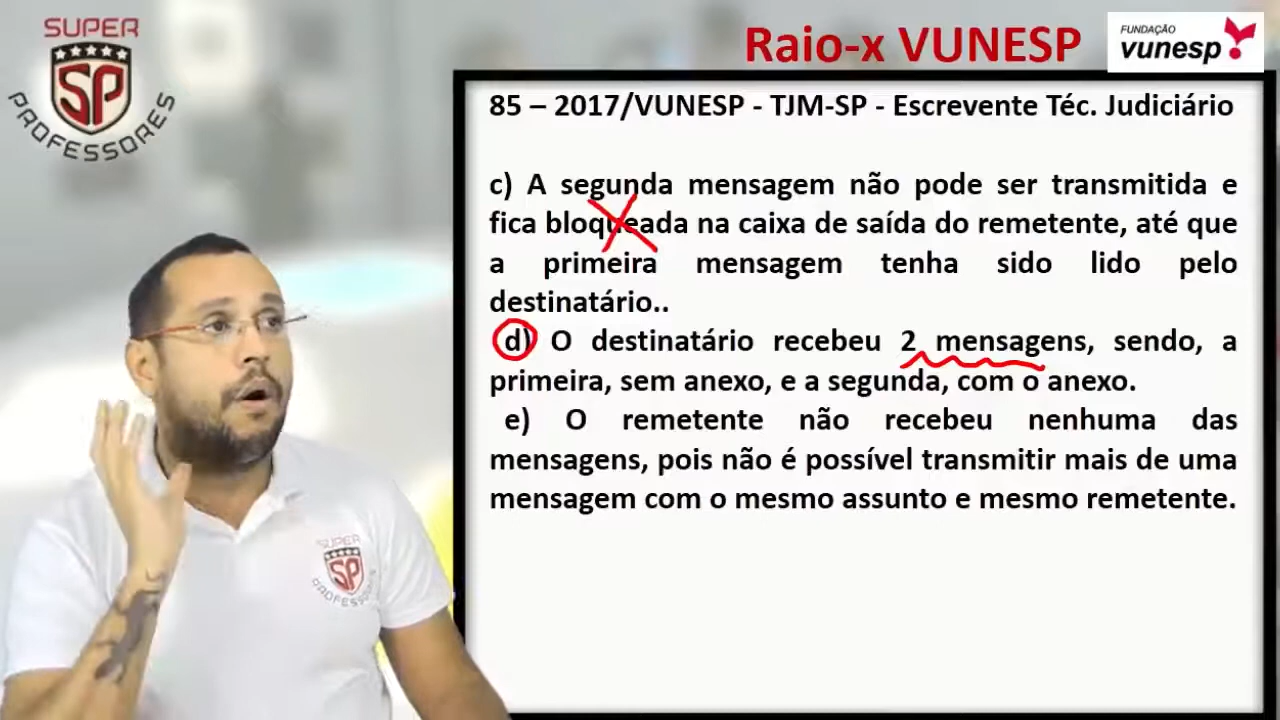 SUPER
SP
PROFESSORES
Raio-x VUNESP
FUNDAÇÃO
vunesp
85 – 2017/VUNESP - TJM-SP - Escrevente Téc. Judiciário
c) A segunda mensagem não pode ser transmitida e
fica bloqueada na caixa de saída do remetente, até que
a primeira mensagem tenha sido lido pelo
destinatário..
d) O destinatário recebeu 2 mensagens, sendo, a
primeira, sem anexo, e a segunda, com o anexo.
e) O remetente não recebeu nenhuma das
mensagens, pois não é possível transmitir mais de uma
mensagem com o mesmo assunto e mesmo remetente.
SUPER
SP
PROFESSORES